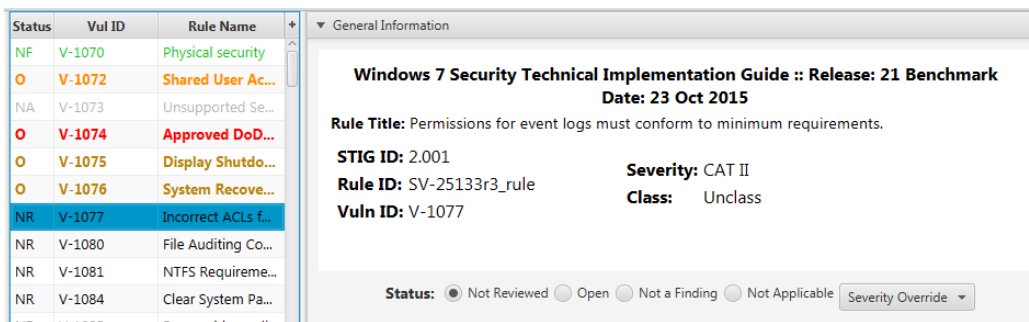 Status Vul ID Rule Name +
NF V-1070 Physical security
O V-1072 Shared User Ac...
NA V-1073 Unsupported Se...
O V-1074 Approved DoD...
O V-1075 Display Shutdo...
O V-1076 System Recove...
NR V-1077 Incorrect ACLs f...
NR V-1080 File Auditing Co...
NR V-1081 NTFS Requireme...
NR V-1084 Clear System Pa...
General Information
Windows 7 Security Technical Implementation Guide :: Release: 21 Benchmark
Date: 23 Oct 2015
Rule Title: Permissions for event logs must conform to minimum requirements.
STIG ID: 2.001
Rule ID: SV-25133r3_rule
Vuln ID: V-1077
Severity: CAT II
Class: Unclass
Status: Not Reviewed Open Not a Finding Not Applicable Severity Override